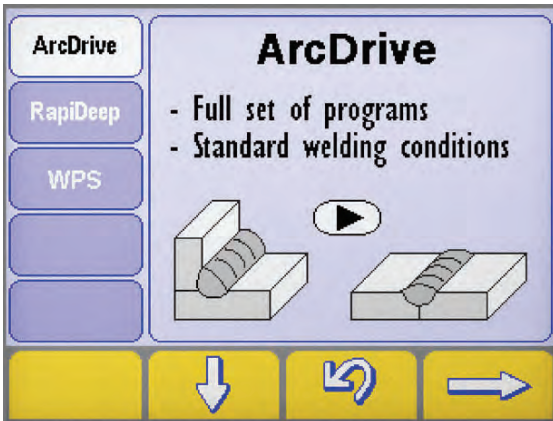 ArcDrive
RapiDeep
WPS
ArcDrive
- Full set of programs
- Standard welding conditions